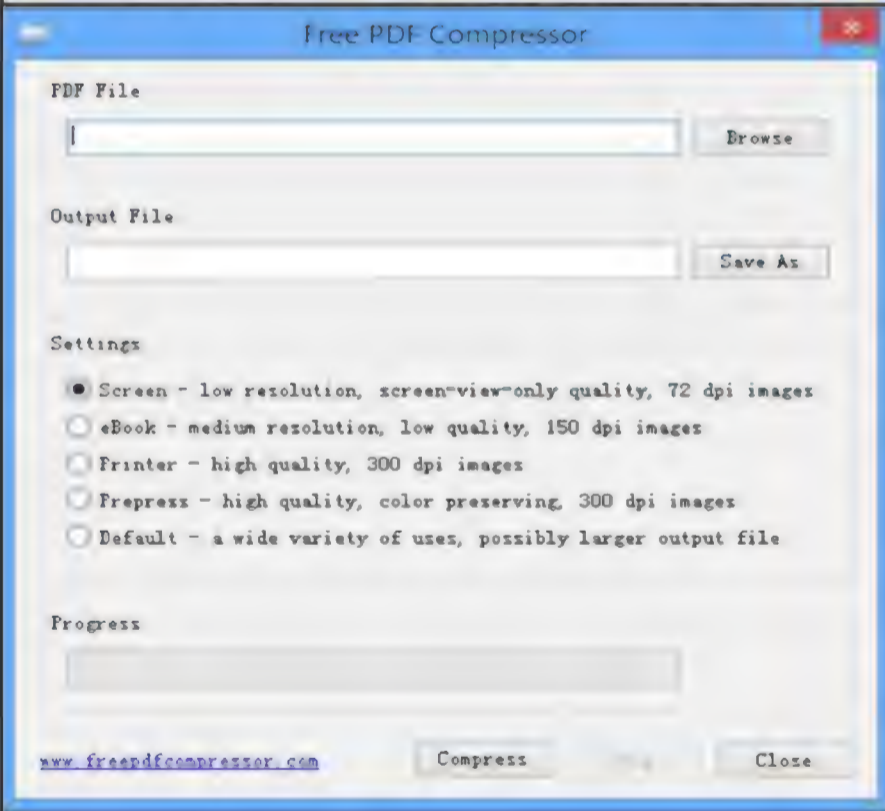 Free PDF Compressor
PDF File
Browse
Output File
Save As
Settings
Screen - low resolution, screen-view-only quality, 72 dpi images
eBook - medium resolution, low quality, 150 dpi images
Printer - high quality, 300 dpi images
Prepress - high quality, color preserving, 300 dpi images
Default - a wide variety of uses, possibly larger output file
Progress
www.freepdfcompressor.com
Compress
Close